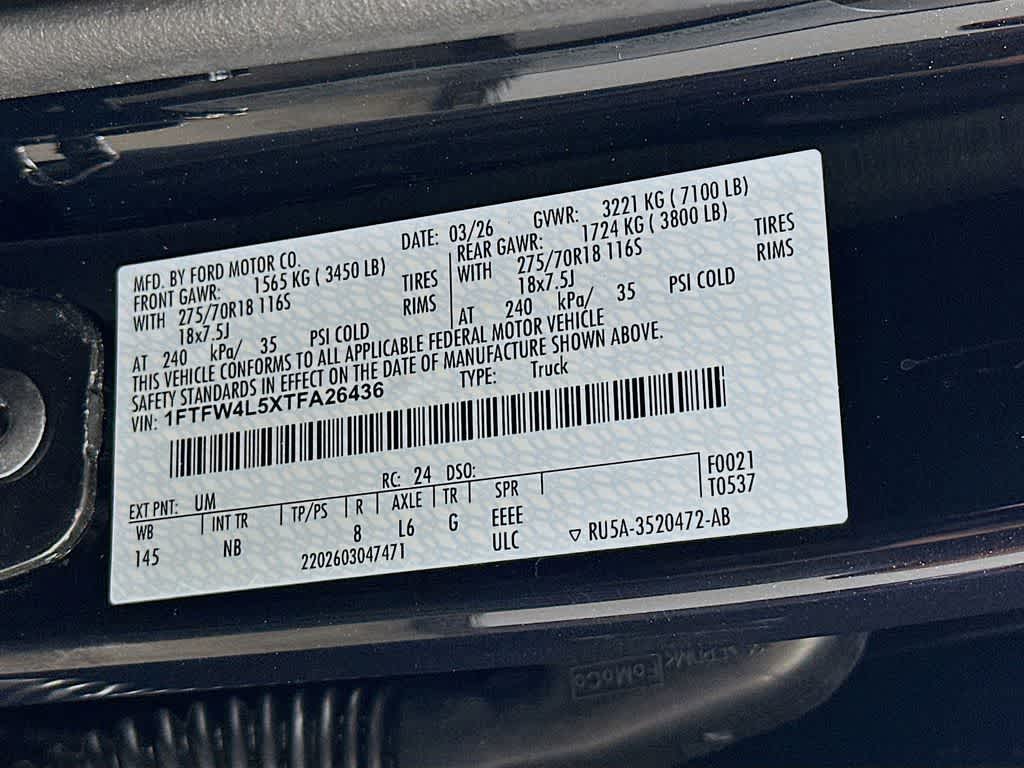 MFD. BY FORD MOTOR CO.
DATE: 03/26 GVWR: 3221 KG ( 7100 LB)
FRONT GAWR: 1565 KG ( 3450 LB)
REAR GAWR: 1724 KG ( 3800 LB)
WITH 275/70R18 116S TIRES
WITH 275/70R18 116S TIRES
18x7.5J RIMS
18x7.5J RIMS
AT 240 kPa/ 35 PSI COLD
AT 240 kPa/ 35 PSI COLD
THIS VEHICLE CONFORMS TO ALL APPLICABLE FEDERAL MOTOR VEHICLE
SAFETY STANDARDS IN EFFECT ON THE DATE OF MANUFACTURE SHOWN ABOVE.
VIN: 1FTFW4L5XTFA26436 TYPE: Truck
EXT PNT: UM RC: 24 DSO:
WB INT TR TP/PS R AXLE TR SPR F0021
145 NB 8 L6 G EEEE T0537
2202603047471 ULC ▽ RU5A-3520472-AB
FoMoCo